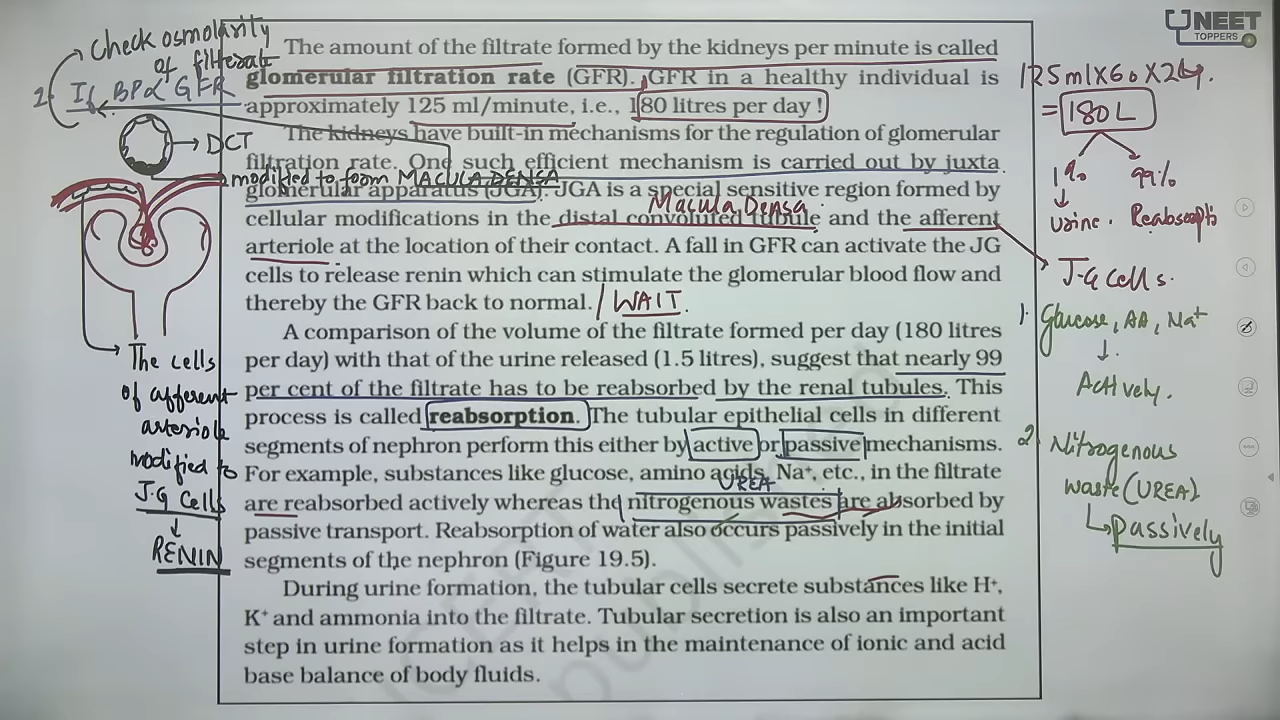 NEET
TOPPERS
Check osmolarity
of filterate
If BP ∝ GFR
DCT
modified to form MACULA DENSA
The cells
of afferent
arteriole
modified to
J-G Cells
↓
RENIN
The amount of the filtrate formed by the kidneys per minute is called
glomerular filtration rate (GFR). GFR in a healthy individual is
approximately 125 ml/minute, i.e., 180 litres per day !
The kidneys have built-in mechanisms for the regulation of glomerular
filtration rate. One such efficient mechanism is carried out by juxta
glomerular apparatus (JGA). JGA is a special sensitive region formed by
Macula Densa
cellular modifications in the distal convoluted tubule and the afferent
arteriole at the location of their contact. A fall in GFR can activate the JG
cells to release renin which can stimulate the glomerular blood flow and
thereby the GFR back to normal. / WAIT
A comparison of the volume of the filtrate formed per day (180 litres
per day) with that of the urine released (1.5 litres), suggest that nearly 99
per cent of the filtrate has to be reabsorbed by the renal tubules. This
process is called reabsorption. The tubular epithelial cells in different
segments of nephron perform this either by active or passive mechanisms.
For example, substances like glucose, amino acids, Na⁺, etc., in the filtrate
UREA
are reabsorbed actively whereas the nitrogenous wastes are absorbed by
passive transport. Reabsorption of water also occurs passively in the initial
segments of the nephron (Figure 19.5).
During urine formation, the tubular cells secrete substances like H⁺,
K⁺ and ammonia into the filtrate. Tubular secretion is also an important
step in urine formation as it helps in the maintenance of ionic and acid
base balance of body fluids.
125ml×60×24.
= 180L
1% 99%
↓
urine. Reabsoptio
J-G Cells.
1. Glucose, AA, Na⁺
↓
Actively.
2. Nitrogenous
Waste (UREA)
↳ passively